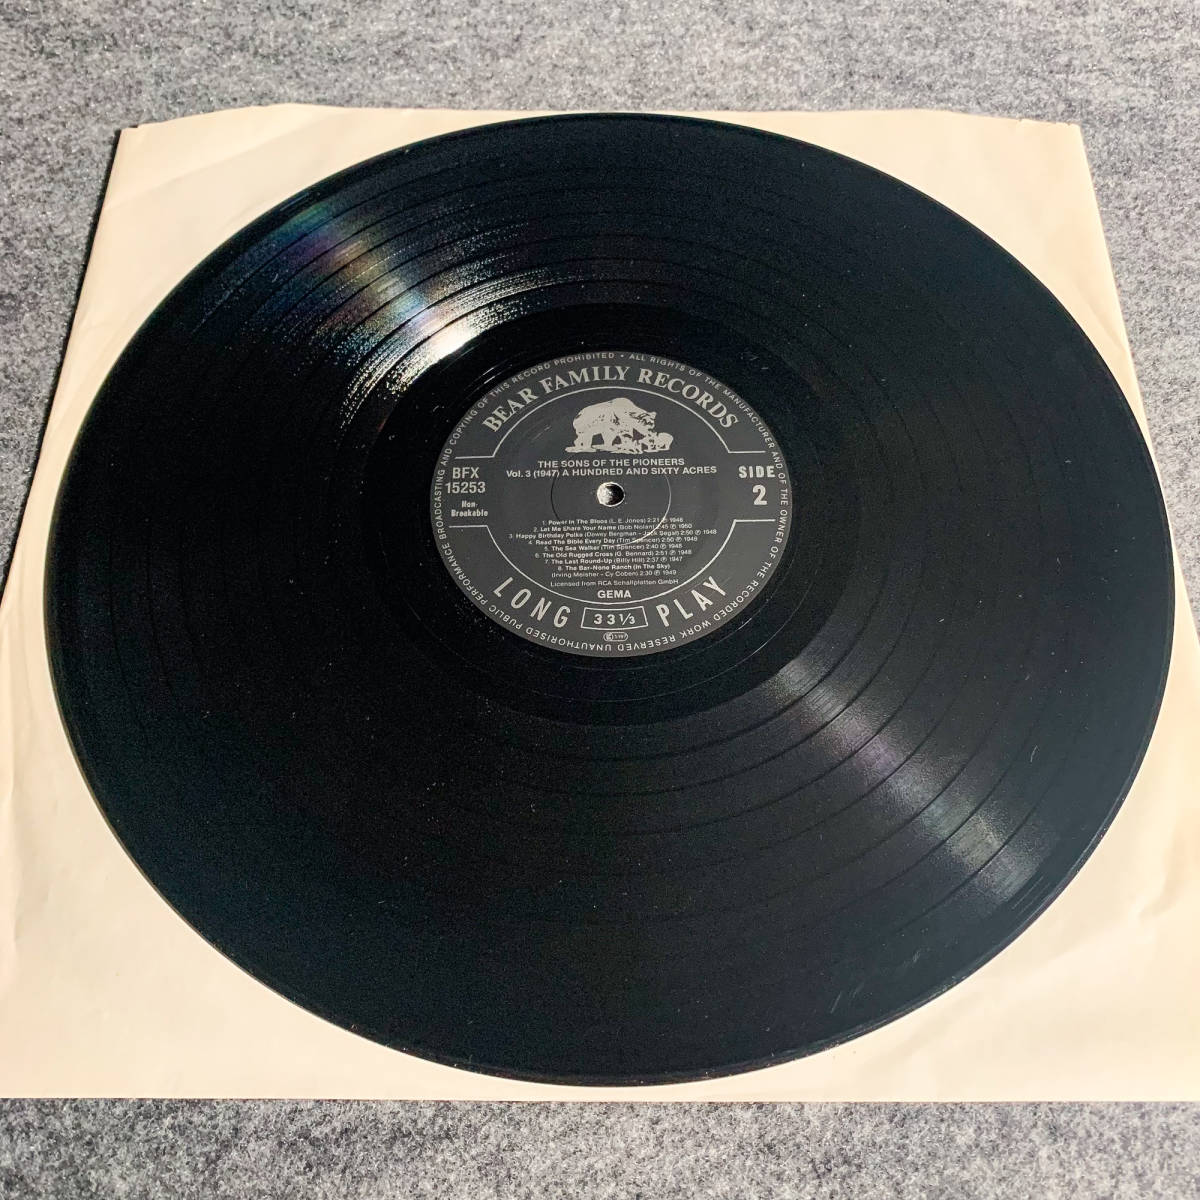 BROADCASTING AND COPYING OF THIS RECORD PROHIBITED • ALL RIGHTS OF THE MANUFACTURER AND OF THE OWNER OF THE RECORDED WORK RESERVED UNAUTHORISED PUBLIC PERFORMANCE
BEAR FAMILY RECORDS
THE SONS OF THE PIONEERS
Vol. 3 (1947) A HUNDRED AND SIXTY ACRES
BFX
15253
Non-
Breakable
SIDE
2
1. Power In The Blood (L. E. Jones) 2:21 ℗ 1948
2. Let Me Share Your Name (Bob Nolan) 2:45 ℗ 1950
3. Happy Birthday Polka (Dewey Bergman - Jack Segal) 2:50 ℗ 1948
4. Read The Bible Every Day (Tim Spencer) 2:50 ℗ 1948
5. The Sea Walker (Tim Spencer) 2:40 ℗ 1948
6. The Old Rugged Cross (G. Bennard) 2:51 ℗ 1948
7. The Last Round-Up (Billy Hill) 2:37 ℗ 1947
8. The Bar-None Ranch (In The Sky)
(Irving Meisher - Cy Coben) 2:30 ℗ 1949
Licensed from RCA Schallplatten GmbH
GEMA
LONG PLAY
33 1/3